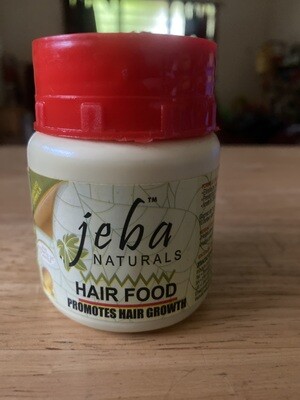 jeba™
NATURALS
HAIR FOOD
PROMOTES HAIR GROWTH